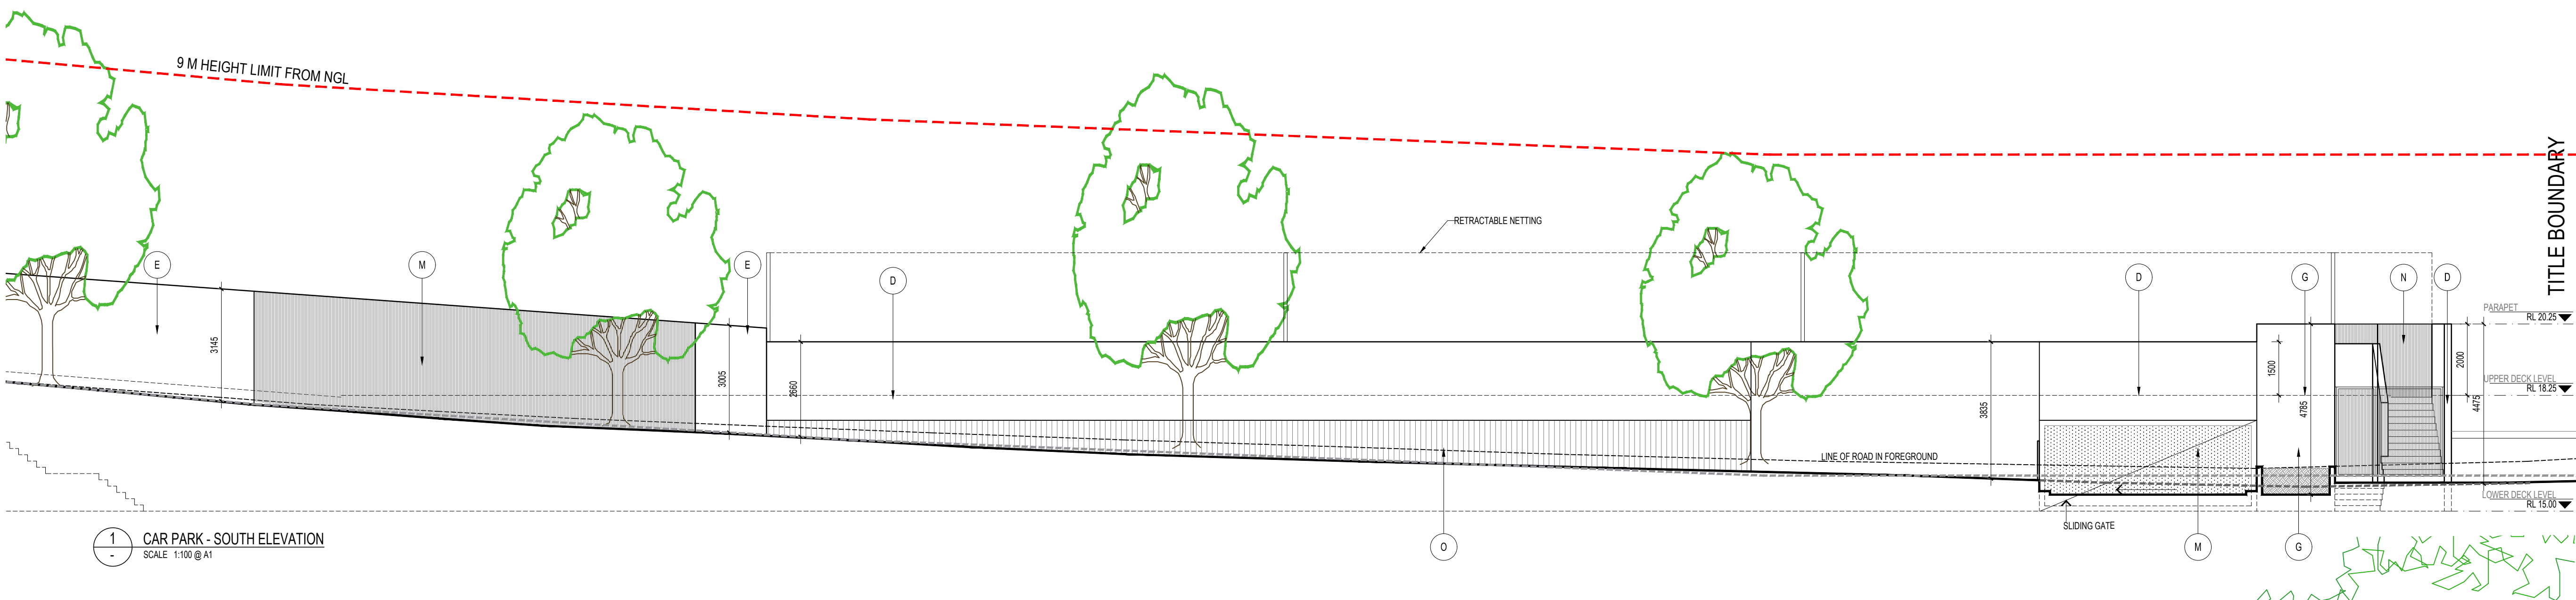 9 M HEIGHT LIMIT FROM NGL
TITLE BOUNDARY
RETRACTABLE NETTING
E
M
E
D
D
G
N
D
PARAPET
RL 20.25
3145
3005
2660
3835
1500
4785
2000
4475
UPPER DECK LEVEL
RL 18.25
LINE OF ROAD IN FOREGROUND
LOWER DECK LEVEL
RL 15.00
SLIDING GATE
O
M
G
1
-
CAR PARK - SOUTH ELEVATION
SCALE 1:100 @ A1